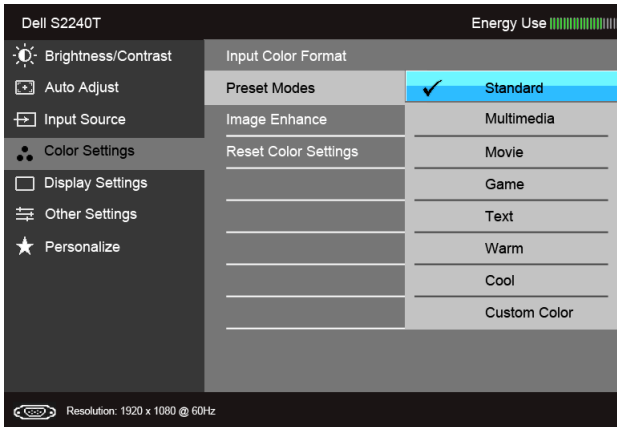 Dell S2240T
Energy Use
Brightness/Contrast
Auto Adjust
Input Source
Color Settings
Display Settings
Other Settings
Personalize
Input Color Format
Preset Modes
Image Enhance
Reset Color Settings
Standard
Multimedia
Movie
Game
Text
Warm
Cool
Custom Color
Resolution: 1920 x 1080 @ 60Hz